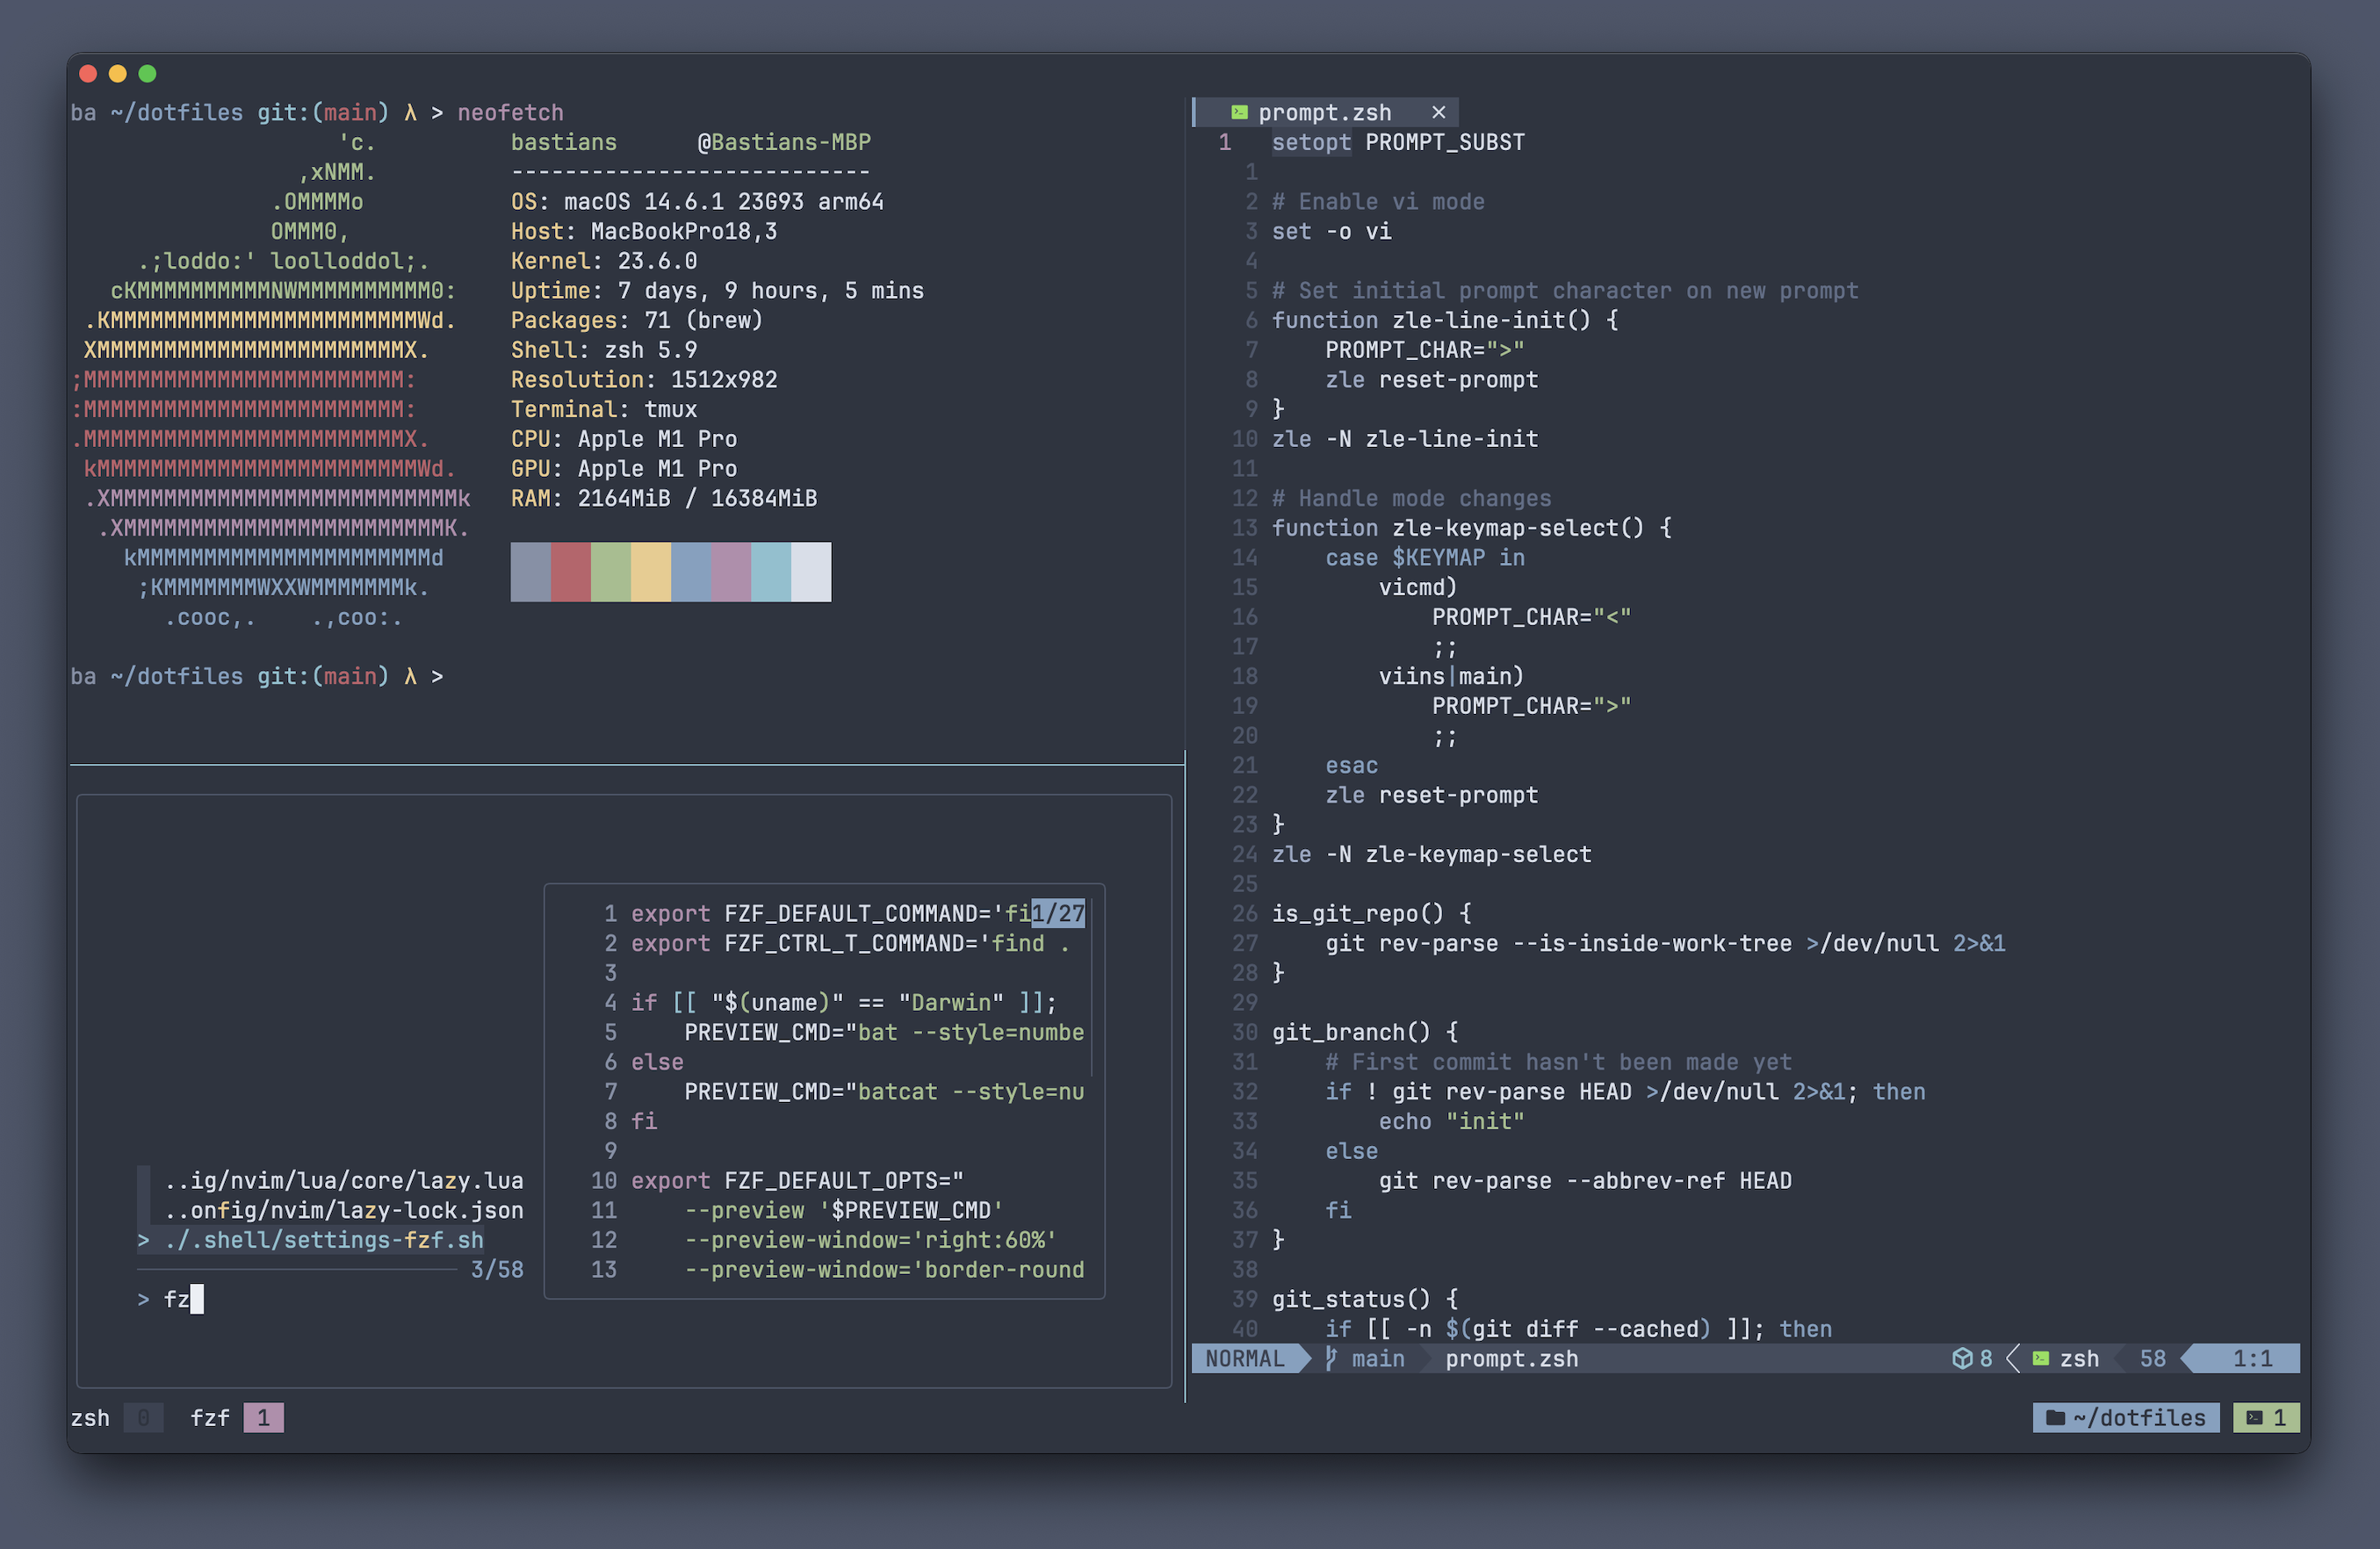 ba ~/dotfiles git:(main) λ > neofetch
'c.
,xNMM.
.OMMMMo
OMMM0,
.;loddo:' loolloddol;.
cKMMMMMMMMMMNWMMMMMMMMMM0:
.KMMMMMMMMMMMMMMMMMMMMMMMWd.
XMMMMMMMMMMMMMMMMMMMMMMMX.
;MMMMMMMMMMMMMMMMMMMMMMMM:
:MMMMMMMMMMMMMMMMMMMMMMMM:
.MMMMMMMMMMMMMMMMMMMMMMMMX.
kMMMMMMMMMMMMMMMMMMMMMMMMWd.
.XMMMMMMMMMMMMMMMMMMMMMMMMMMk
.XMMMMMMMMMMMMMMMMMMMMMMMMK.
kMMMMMMMMMMMMMMMMMMMMMMd
;KMMMMMMMWXXWMMMMMMMk.
.cooc,.    .,coo:.
bastians      @Bastians-MBP
---------------------------
OS: macOS 14.6.1 23G93 arm64
Host: MacBookPro18,3
Kernel: 23.6.0
Uptime: 7 days, 9 hours, 5 mins
Packages: 71 (brew)
Shell: zsh 5.9
Resolution: 1512x982
Terminal: tmux
CPU: Apple M1 Pro
GPU: Apple M1 Pro
RAM: 2164MiB / 16384MiB
ba ~/dotfiles git:(main) λ >
..ig/nvim/lua/core/lazy.lua
..onfig/nvim/lazy-lock.json
> ./.shell/settings-fzf.sh
3/58
> fz
1 export FZF_DEFAULT_COMMAND='fi1/27
2 export FZF_CTRL_T_COMMAND='find .
3
4 if [[ "$(uname)" == "Darwin" ]];
5     PREVIEW_CMD="bat --style=numbe
6 else
7     PREVIEW_CMD="batcat --style=nu
8 fi
9
10 export FZF_DEFAULT_OPTS="
11     --preview '$PREVIEW_CMD'
12     --preview-window='right:60%'
13     --preview-window='border-round
prompt.zsh ×
1 setopt PROMPT_SUBST
1
2 # Enable vi mode
3 set -o vi
4
5 # Set initial prompt character on new prompt
6 function zle-line-init() {
7     PROMPT_CHAR=">"
8     zle reset-prompt
9 }
10 zle -N zle-line-init
11
12 # Handle mode changes
13 function zle-keymap-select() {
14     case $KEYMAP in
15         vicmd)
16             PROMPT_CHAR="<"
17             ;;
18         viins|main)
19             PROMPT_CHAR=">"
20             ;;
21     esac
22     zle reset-prompt
23 }
24 zle -N zle-keymap-select
25
26 is_git_repo() {
27     git rev-parse --is-inside-work-tree >/dev/null 2>&1
28 }
29
30 git_branch() {
31     # First commit hasn't been made yet
32     if ! git rev-parse HEAD >/dev/null 2>&1; then
33         echo "init"
34     else
35         git rev-parse --abbrev-ref HEAD
36     fi
37 }
38
39 git_status() {
40     if [[ -n $(git diff --cached) ]]; then
NORMAL main prompt.zsh 8 zsh 58 1:1
zsh 0 fzf 1 ~/dotfiles 1